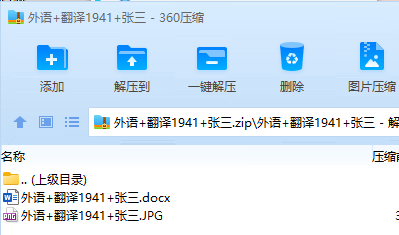 外语+翻译1941+张三 - 360压缩
添加 解压到 一键解压 删除 图片压缩
外语+翻译1941+张三.zip\外语+翻译1941+张三 - 解
名称 压缩前
.. (上级目录)
外语+翻译1941+张三.docx
外语+翻译1941+张三.JPG